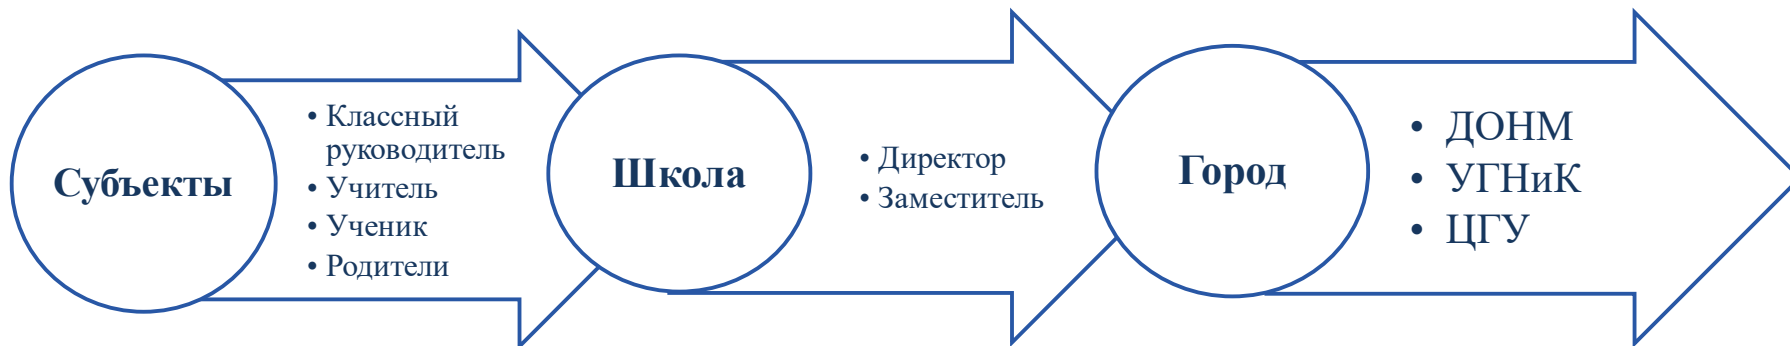 Субъекты
• Классный
руководитель
• Учитель
• Ученик
• Родители
Школа
• Директор
• Заместитель
Город
• ДОНМ
• УГНиК
• ЦГУ